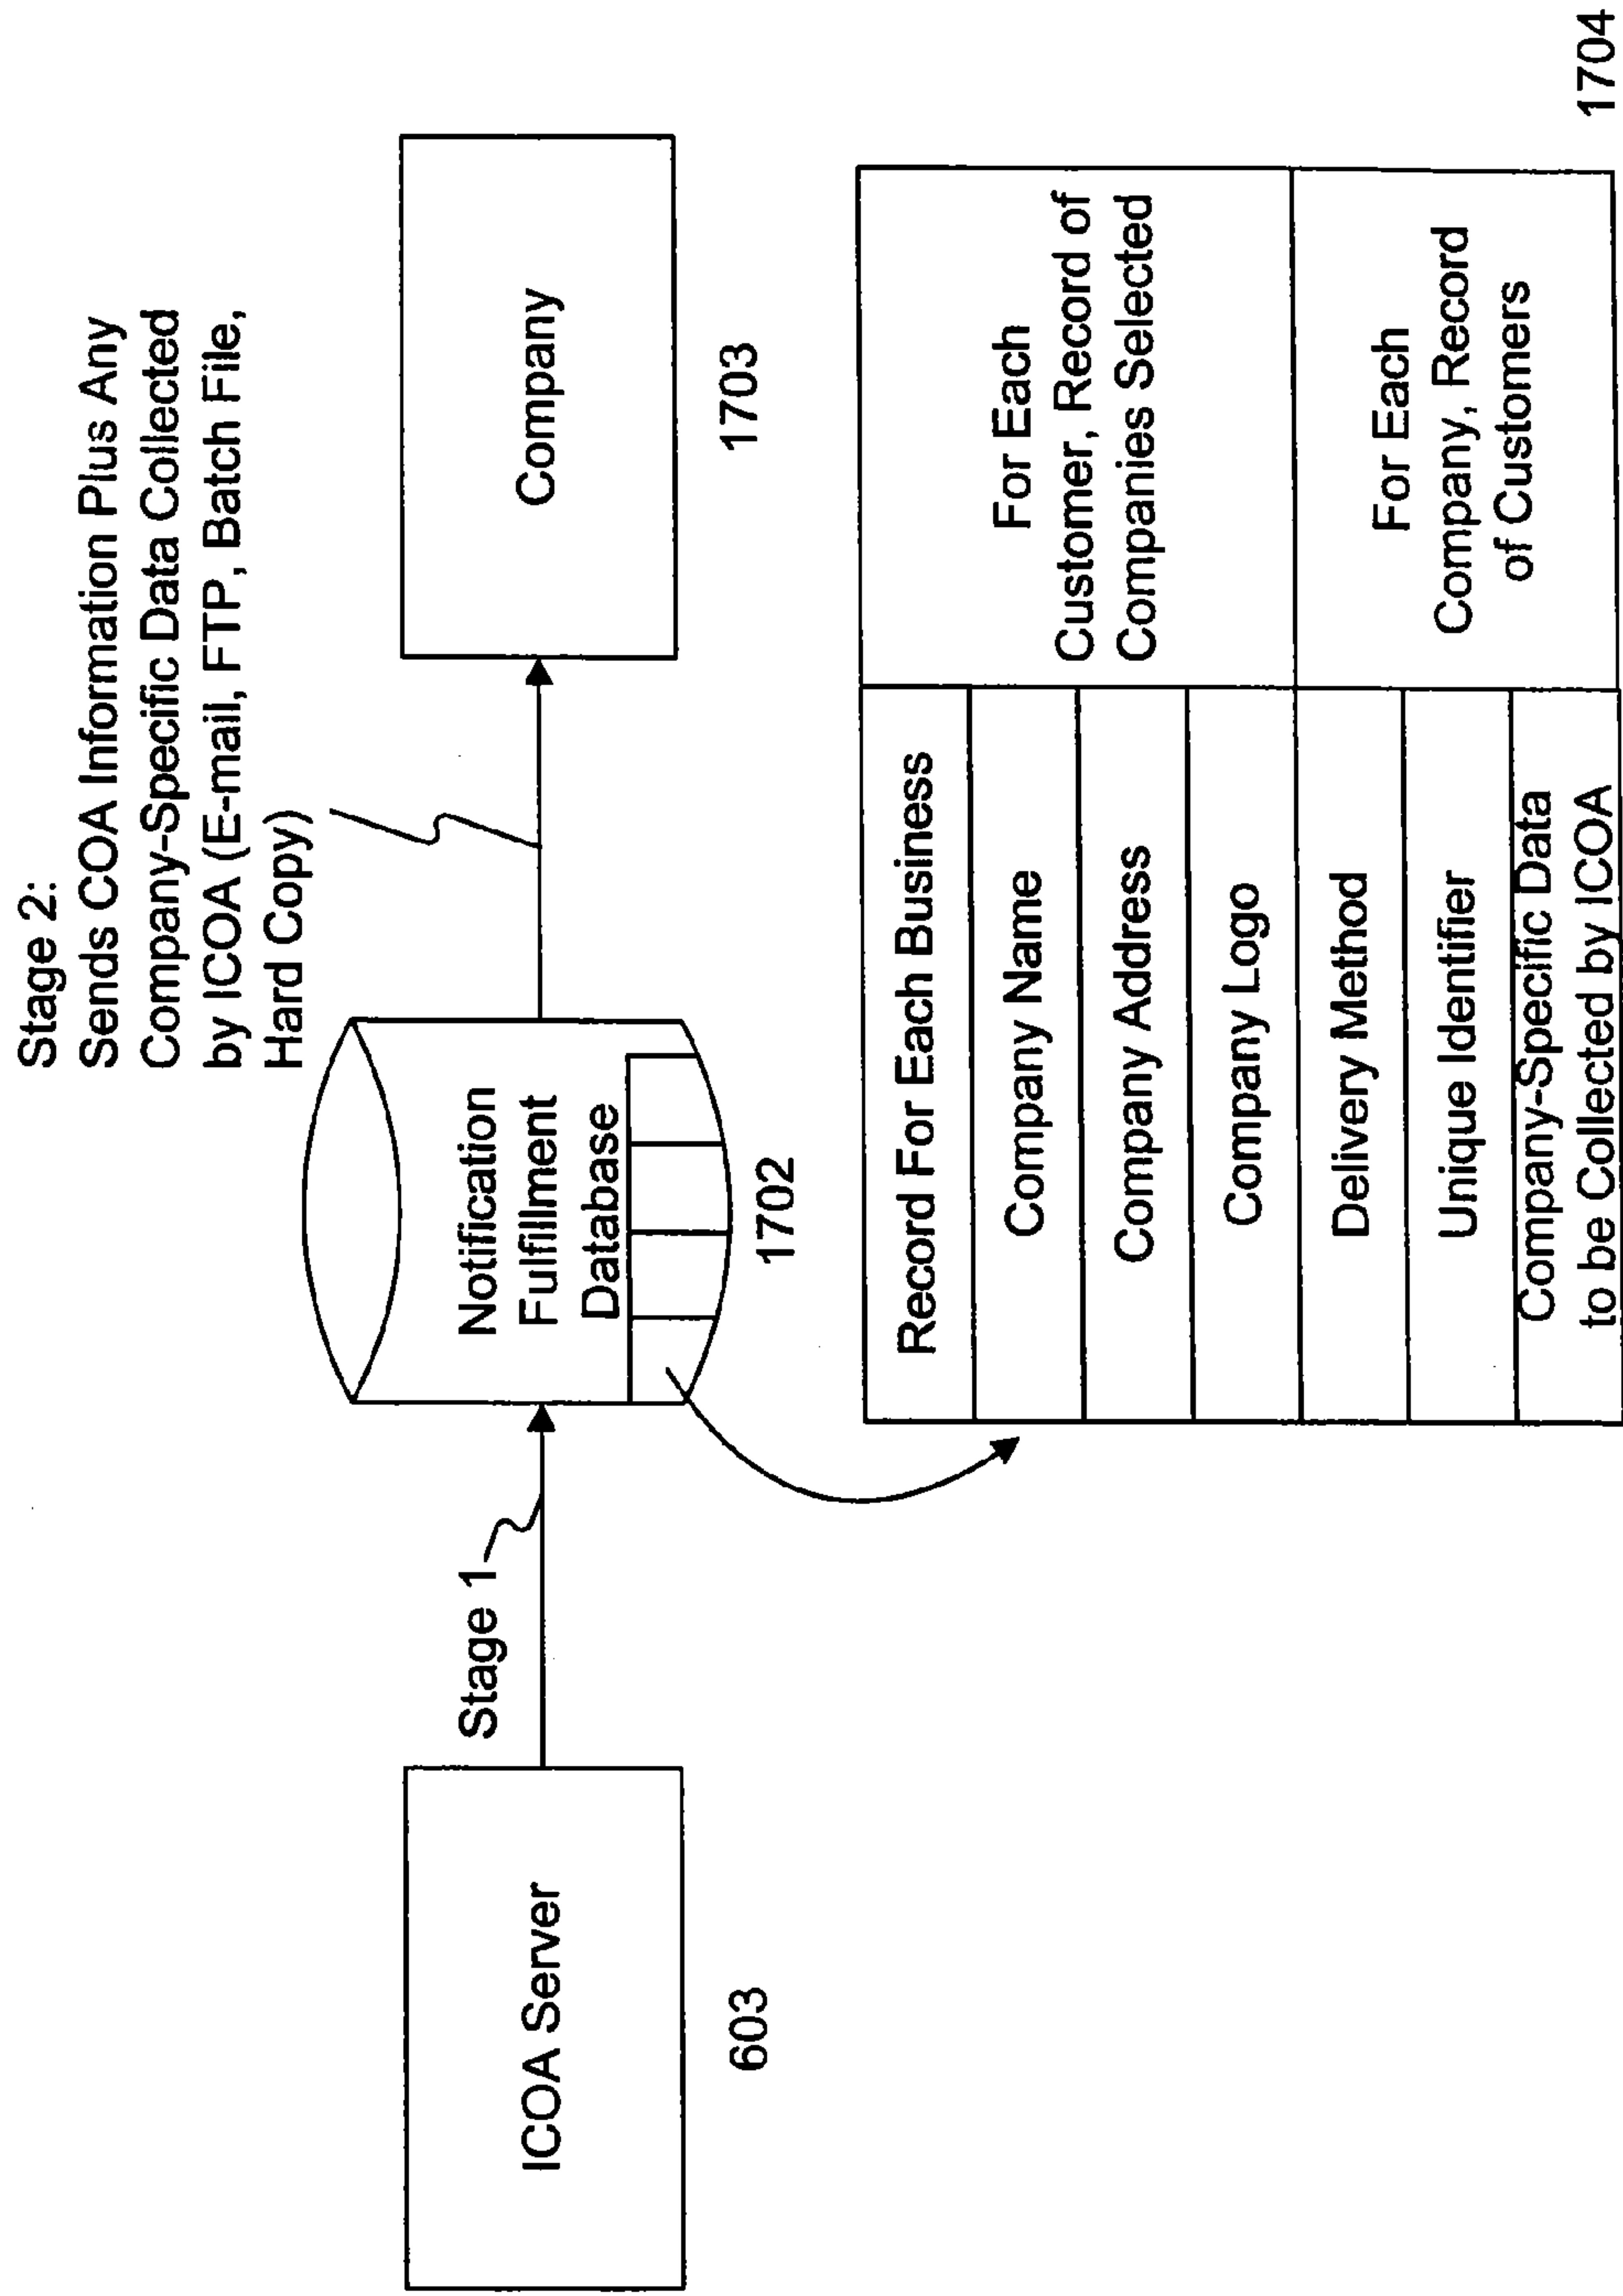 Stage 2:
Sends COA Information Plus Any
Company-Specific Data Collected
by ICOA (E-mail, FTP, Batch File,
Hard Copy)
ICOA Server
603
Stage 1
Notification
Fulfillment
Database
1702
Company
1703
Record For Each Business
Company Name
Company Address
Company Logo
Delivery Method
Unique Identifier
Company-Specific Data
to be Collected by ICOA
For Each
Customer, Record of
Companies Selected
For Each
Company, Record
of Customers
1704